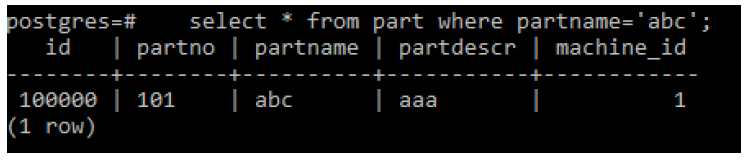 postgres=#    select * from part where partname='abc';
   id   | partno | partname | partdescr | machine_id
--------+--------+----------+-----------+------------
 100000 | 101    | abc      | aaa       |          1
(1 row)